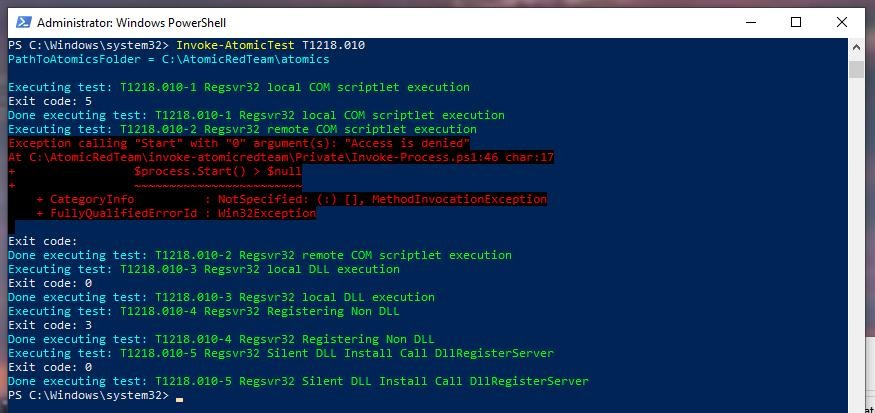 Administrator: Windows PowerShell
PS C:\Windows\system32> Invoke-AtomicTest T1218.010
PathToAtomicsFolder = C:\AtomicRedTeam\atomics
Executing test: T1218.010-1 Regsvr32 local COM scriptlet execution
Exit code: 5
Done executing test: T1218.010-1 Regsvr32 local COM scriptlet execution
Executing test: T1218.010-2 Regsvr32 remote COM scriptlet execution
Exception calling "Start" with "0" argument(s): "Access is denied"
At C:\AtomicRedTeam\invoke-atomicredteam\Private\Invoke-Process.ps1:46 char:17
+                 $process.Start() > $null
+                 ~~~~~~~~~~~~~~~~~~~~~~~~
    + CategoryInfo          : NotSpecified: (:) [], MethodInvocationException
    + FullyQualifiedErrorId : Win32Exception
Exit code:
Done executing test: T1218.010-2 Regsvr32 remote COM scriptlet execution
Executing test: T1218.010-3 Regsvr32 local DLL execution
Exit code: 0
Done executing test: T1218.010-3 Regsvr32 local DLL execution
Executing test: T1218.010-4 Regsvr32 Registering Non DLL
Exit code: 3
Done executing test: T1218.010-4 Regsvr32 Registering Non DLL
Executing test: T1218.010-5 Regsvr32 Silent DLL Install Call DllRegisterServer
Exit code: 0
Done executing test: T1218.010-5 Regsvr32 Silent DLL Install Call DllRegisterServer
PS C:\Windows\system32>